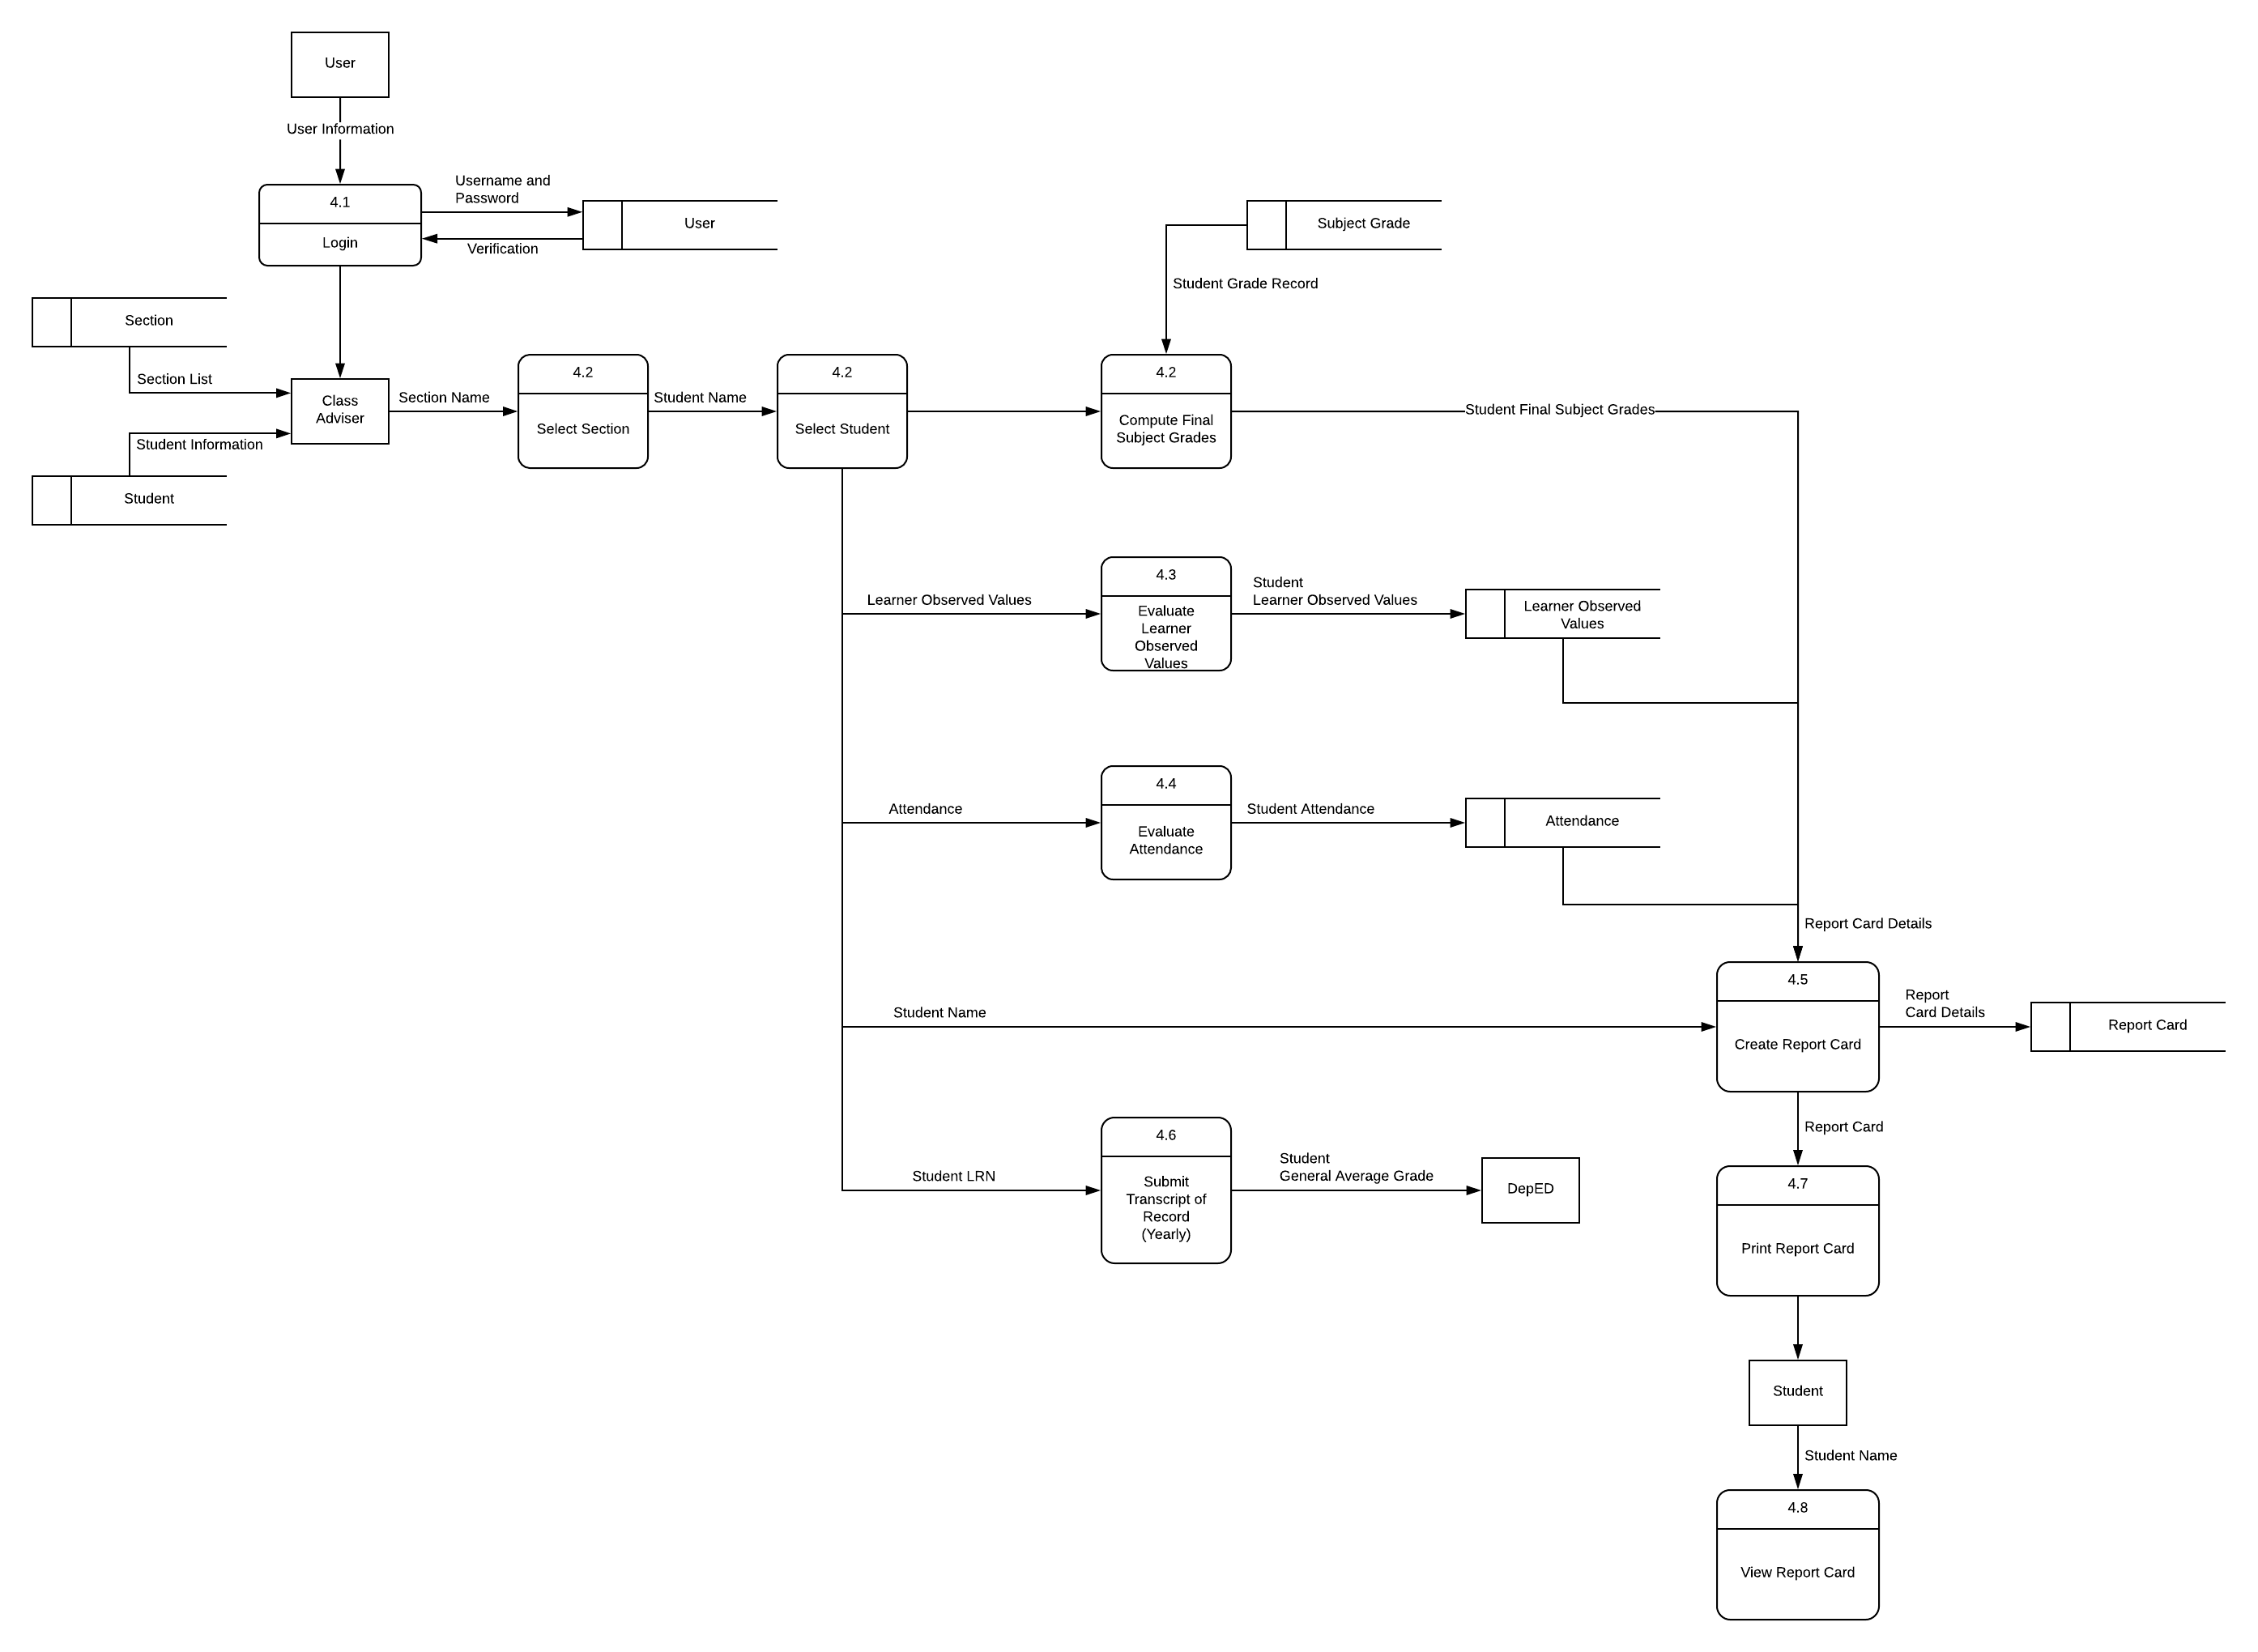 User
User Information
4.1
Login
Username and
Password
Verification
User
Subject Grade
Student Grade Record
Section
Section List
Class
Adviser
Student Information
Student
Section Name
4.2
Select Section
Student Name
4.2
Select Student
4.2
Compute Final
Subject Grades
Student Final Subject Grades
Learner Observed Values
4.3
Evaluate
Learner
Observed
Values
Student
Learner Observed Values
Learner Observed
Values
Attendance
4.4
Evaluate
Attendance
Student Attendance
Attendance
Report Card Details
Student Name
4.5
Create Report Card
Report
Card Details
Report Card
Report Card
Student LRN
4.6
Submit
Transcript of
Record
(Yearly)
Student
General Average Grade
DepED
4.7
Print Report Card
Student
Student Name
4.8
View Report Card